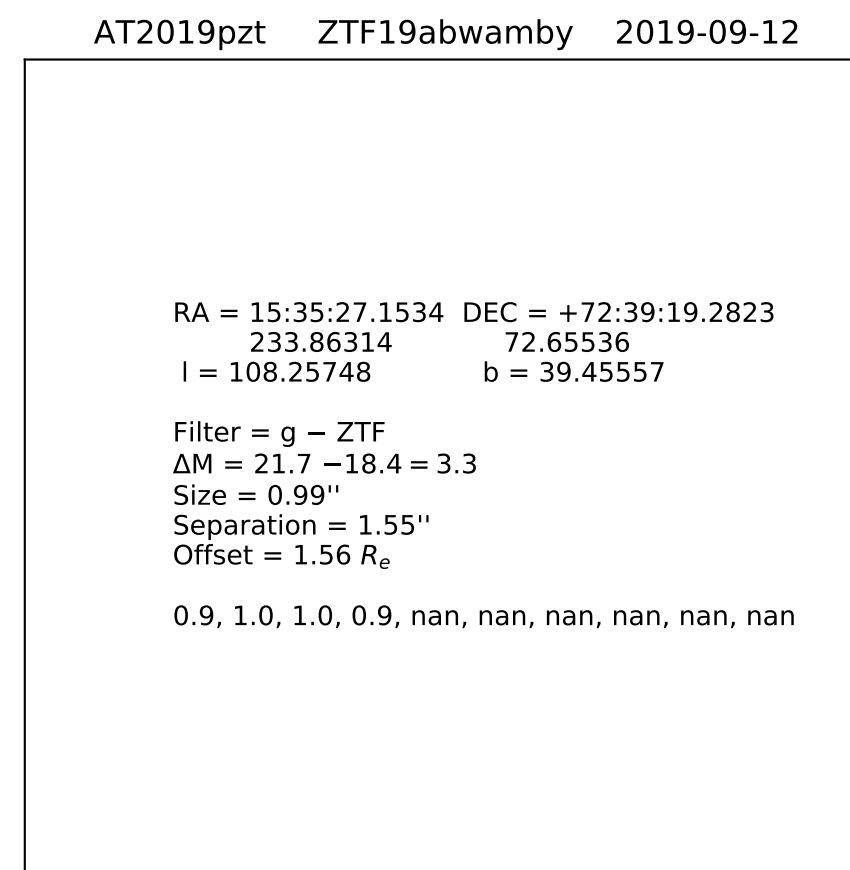 AT2019pzt ZTF19abwamby 2019-09-12
RA = 15:35:27.1534 DEC = +72:39:19.2823
233.86314 72.65536
l = 108.25748 b = 39.45557
Filter = g − ZTF
ΔM = 21.7 −18.4 = 3.3
Size = 0.99''
Separation = 1.55''
Offset = 1.56 Rₑ
0.9, 1.0, 1.0, 0.9, nan, nan, nan, nan, nan, nan